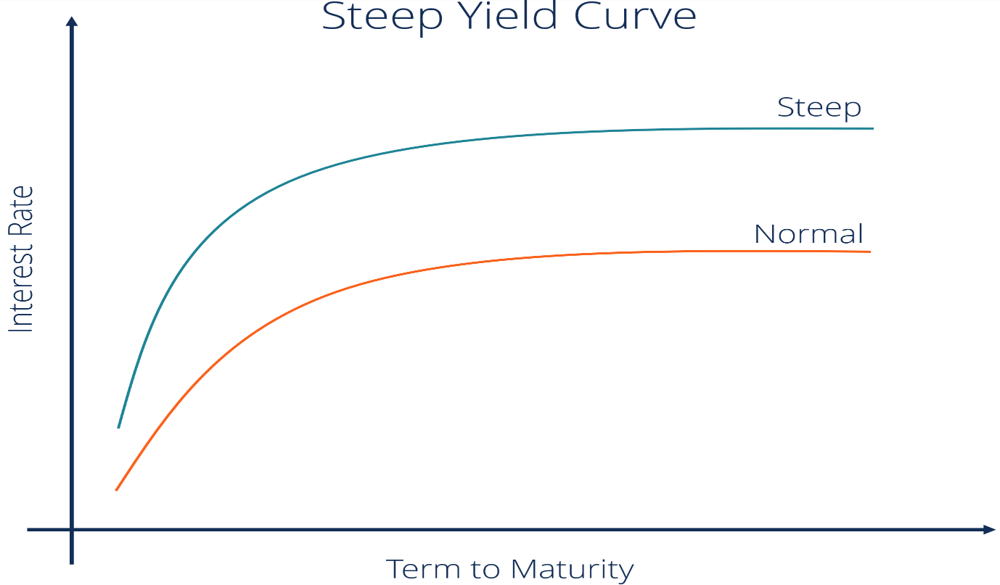 Steep Yield Curve
Steep
Normal
Interest Rate
Term to Maturity